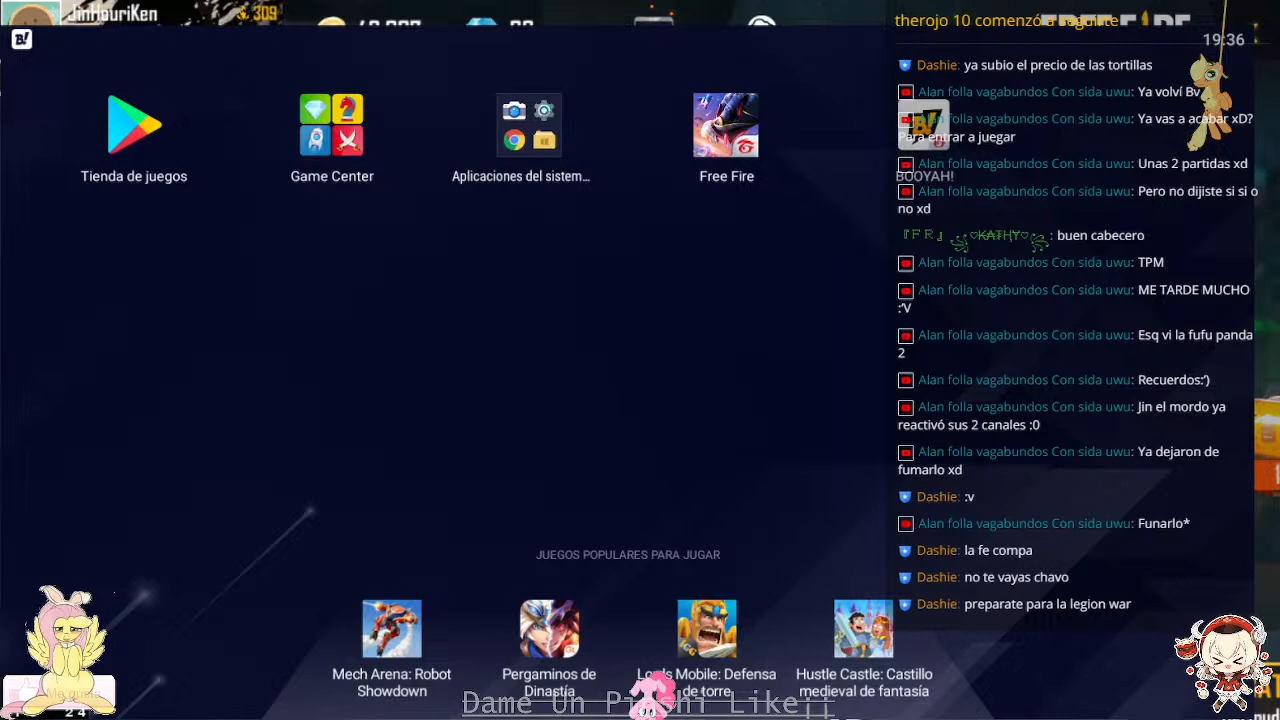 JinHouriKen
309
therojo 10 comenzó a seguirte
19:36
Dashie: ya subio el precio de las tortillas
Alan folla vagabundos Con sida uwu: Ya volví Bv
Alan folla vagabundos Con sida uwu: Ya vas a acabar xD?
Para entrar a juegar
Alan folla vagabundos Con sida uwu: Unas 2 partidas xd
Alan folla vagabundos Con sida uwu: Pero no dijiste si si o
no xd
『ＦＲ』 ♡KATHY♡ : buen cabecero
Alan folla vagabundos Con sida uwu: TPM
Alan folla vagabundos Con sida uwu: ME TARDE MUCHO
:'V
Alan folla vagabundos Con sida uwu: Esq vi la fufu panda
2
Alan folla vagabundos Con sida uwu: Recuerdos:')
Alan folla vagabundos Con sida uwu: Jin el mordo ya
reactivó sus 2 canales :0
Alan folla vagabundos Con sida uwu: Ya dejaron de
fumarlo xd
Dashie: :v
Alan folla vagabundos Con sida uwu: Funarlo*
Dashie: la fe compa
Dashie: no te vayas chavo
Dashie: preparate para la legion war
Tienda de juegos
Game Center
Aplicaciones del sistem...
Free Fire
BOOYAH!
JUEGOS POPULARES PARA JUGAR
Mech Arena: Robot
Showdown
Pergaminos de
Dinastía
Lords Mobile: Defensa
de torre
Hustle Castle: Castillo
medieval de fantasía
Me gusta
24
Dame Un Pinshi Like;;